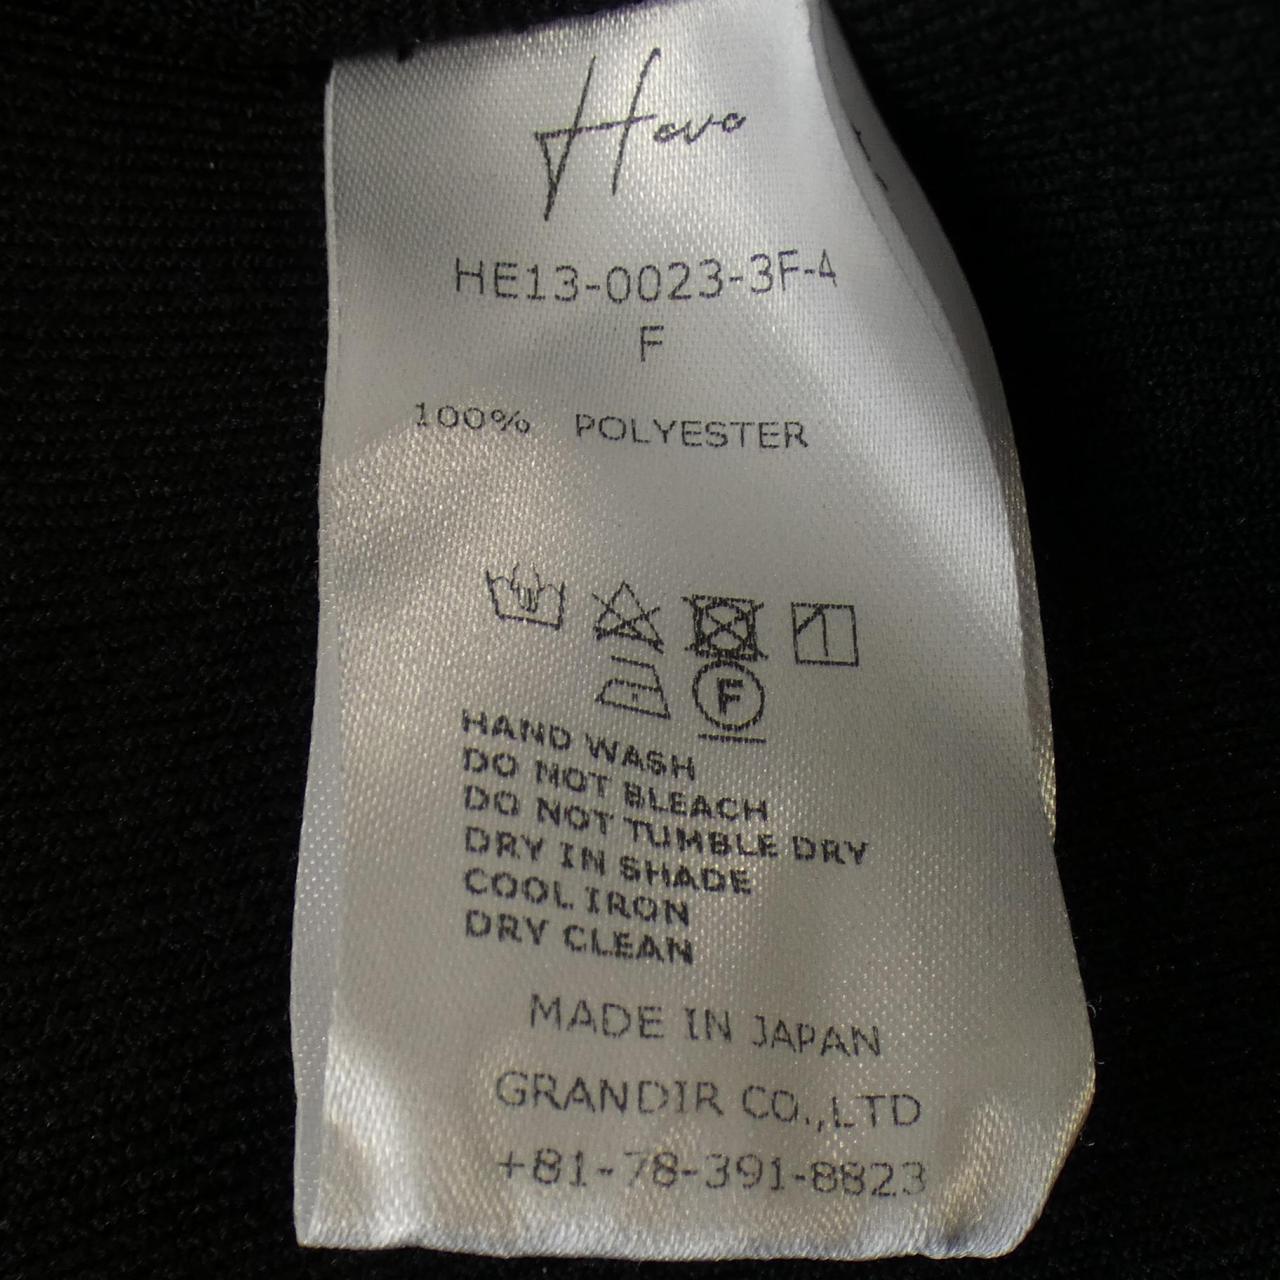 Hevo
HE13-0023-3F-4
F
100% POLYESTER
F
HAND WASH
DO NOT BLEACH
DO NOT TUMBLE DRY
DRY IN SHADE
COOL IRON
DRY CLEAN
MADE IN JAPAN
GRANDIR CO.,LTD
+81-78-391-8823